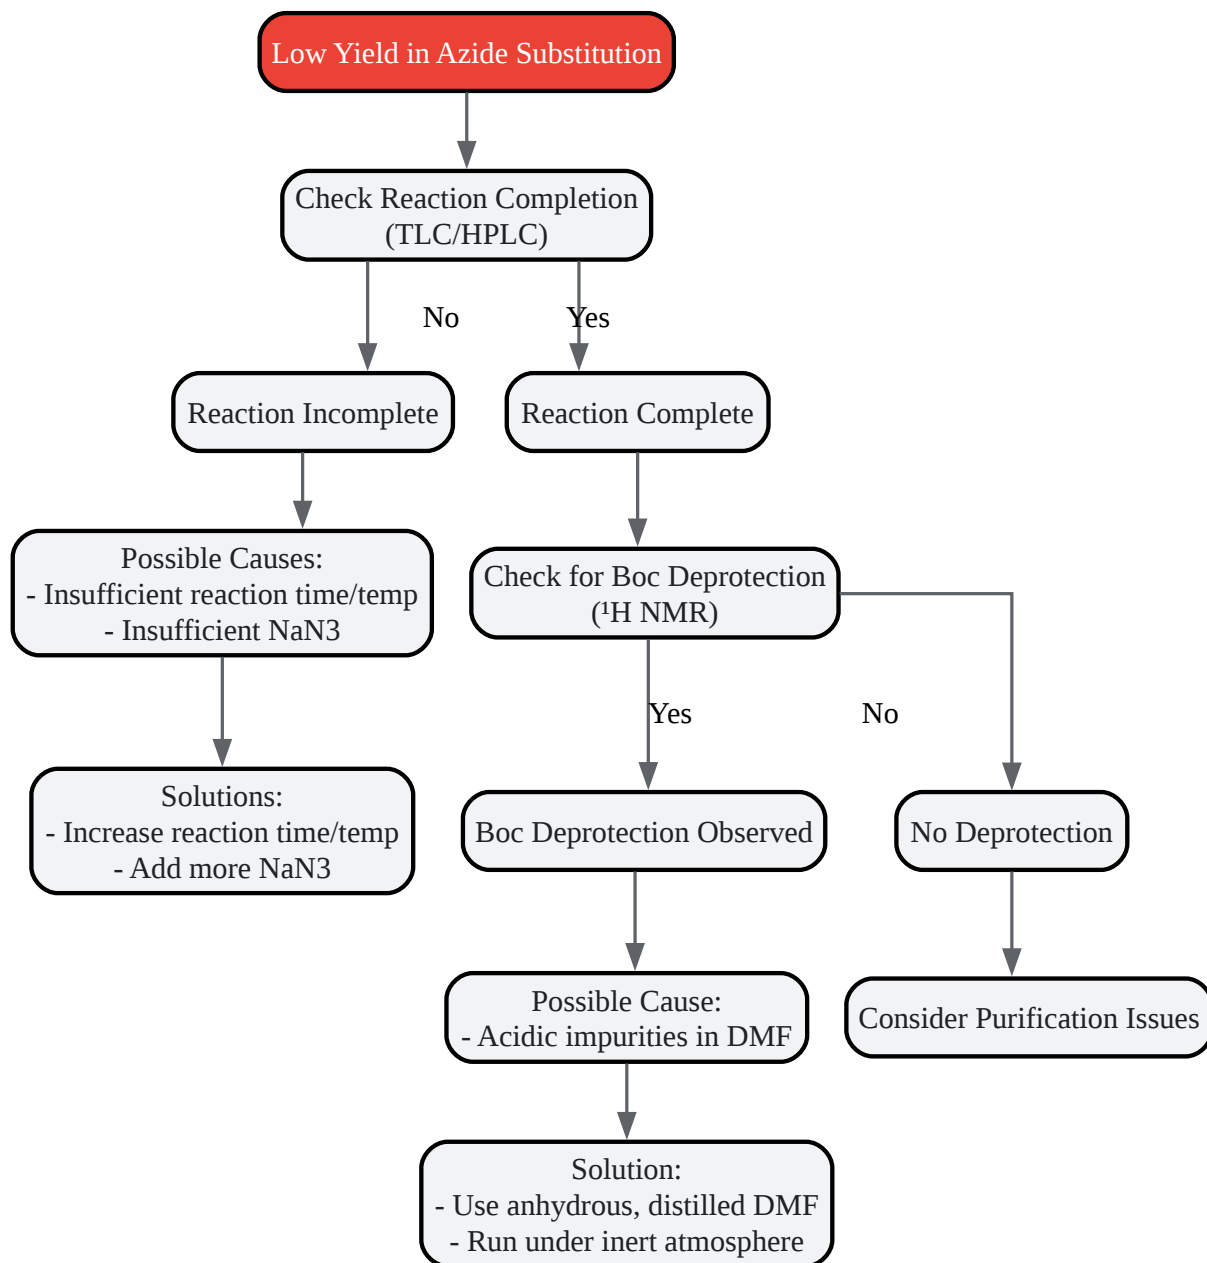 Low Yield in Azide Substitution
Check Reaction Completion
(TLC/HPLC)
No
Yes
Reaction Incomplete
Reaction Complete
Possible Causes:
- Insufficient reaction time/temp
- Insufficient NaN3
Check for Boc Deprotection
(¹H NMR)
Yes
No
Solutions:
- Increase reaction time/temp
- Add more NaN3
Boc Deprotection Observed
No Deprotection
Possible Cause:
- Acidic impurities in DMF
Consider Purification Issues
Solution:
- Use anhydrous, distilled DMF
- Run under inert atmosphere